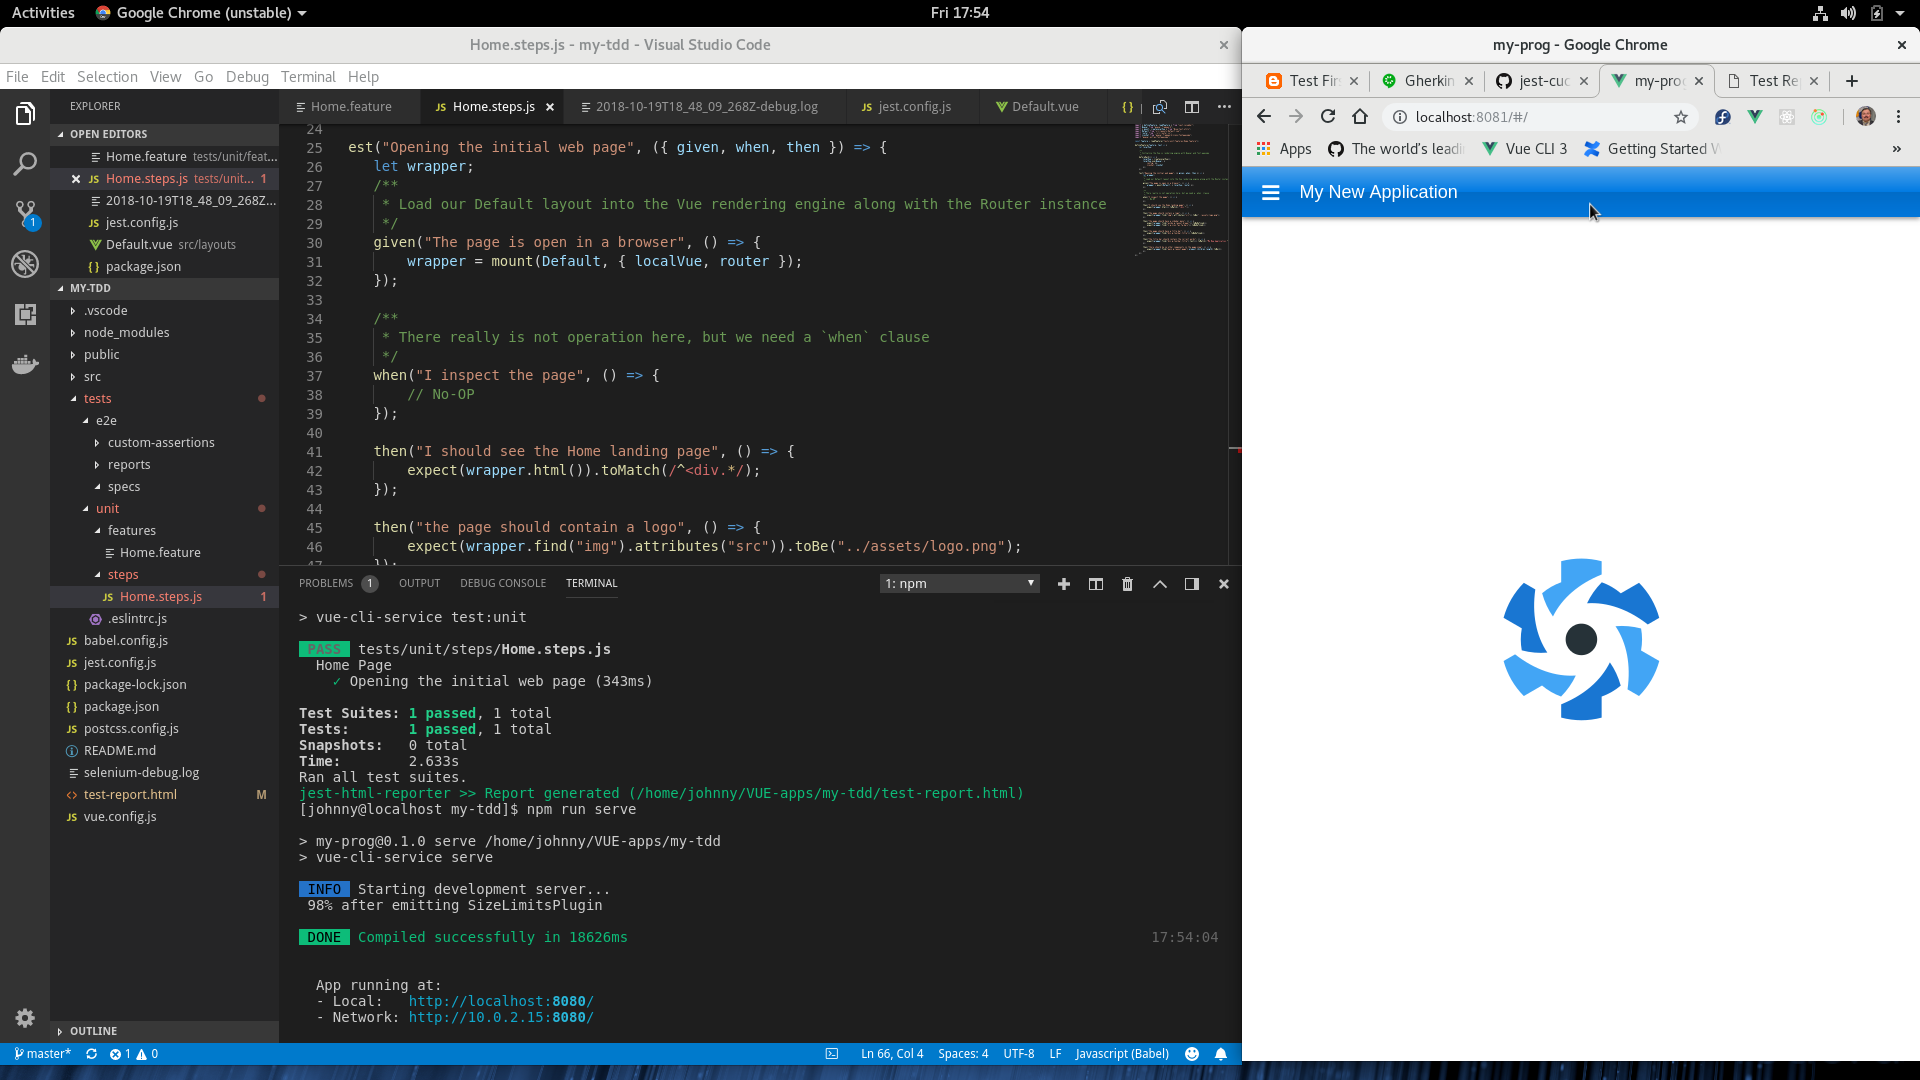 Activities
Google Chrome (unstable)
Fri 17:54
Home.steps.js - my-tdd - Visual Studio Code
File Edit Selection View Go Debug Terminal Help
EXPLORER
OPEN EDITORS
Home.feature tests/unit/feat...
Home.steps.js tests/unit... 1
2018-10-19T18_48_09_268Z...
jest.config.js
Default.vue src/layouts
{ } package.json
1
MY-TDD
.vscode
node_modules
public
src
tests
e2e
custom-assertions
reports
specs
unit
features
Home.feature
steps
JS Home.steps.js 1
.eslintrc.js
JS babel.config.js
JS jest.config.js
{ } package-lock.json
{ } package.json
JS postcss.config.js
README.md
selenium-debug.log
<> test-report.html M
JS vue.config.js
OUTLINE
Home.feature
JS Home.steps.js
2018-10-19T18_48_09_268Z-debug.log
JS jest.config.js
Default.vue
{ }
24
25 est("Opening the initial web page", ({ given, when, then }) => {
26 let wrapper;
27 /**
28 * Load our Default layout into the Vue rendering engine along with the Router instance
29 */
30 given("The page is open in a browser", () => {
31 wrapper = mount(Default, { localVue, router });
32 });
33
34 /**
35 * There really is not operation here, but we need a `when` clause
36 */
37 when("I inspect the page", () => {
38 // No-OP
39 });
40
41 then("I should see the Home landing page", () => {
42 expect(wrapper.html()).toMatch(/^<div.*/);
43 });
44
45 then("the page should contain a logo", () => {
46 expect(wrapper.find("img").attributes("src")).toBe("../assets/logo.png");
47 });
PROBLEMS 1 OUTPUT DEBUG CONSOLE TERMINAL
1: npm
> vue-cli-service test:unit
PASS tests/unit/steps/Home.steps.js
Home Page
✓ Opening the initial web page (343ms)
Test Suites: 1 passed, 1 total
Tests: 1 passed, 1 total
Snapshots: 0 total
Time: 2.633s
Ran all test suites.
jest-html-reporter >> Report generated (/home/johnny/VUE-apps/my-tdd/test-report.html)
[johnny@localhost my-tdd]$ npm run serve
> my-prog@0.1.0 serve /home/johnny/VUE-apps/my-tdd
> vue-cli-service serve
INFO Starting development server...
98% after emitting SizeLimitsPlugin
DONE Compiled successfully in 18626ms 17:54:04
App running at:
- Local: http://localhost:8080/
- Network: http://10.0.2.15:8080/
master* 1 0
Ln 66, Col 4 Spaces: 4 UTF-8 LF Javascript (Babel)
my-prog - Google Chrome
Test Fir
Gherkin
jest-cuc
my-prog
Test Re
localhost:8081/#/
Apps
The world's leadi
Vue CLI 3
Getting Started
»
My New Application